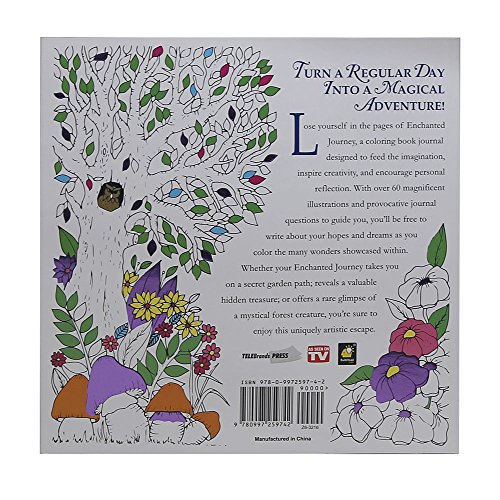 Turn a Regular Day
Into a Magical
Adventure!
Lose yourself in the pages of Enchanted
Journey, a coloring book journal
designed to feed the imagination,
inspire creativity, and encourage personal
reflection. With over 60 magnificent
illustrations and provocative journal
questions to guide you, you'll be free to
write about your hopes and dreams as you
color the many wonders showcased within.
Whether your Enchanted Journey takes you
on a secret garden path; reveals a valuable
hidden treasure; or offers a rare glimpse of
a mystical forest creature, you're sure to
enjoy this uniquely artistic escape.
TELEBrands PRESS
AS SEEN ON
TV
ISBN 978-0-9972597-4-2
90000>
9 780997 259742
Manufactured in China